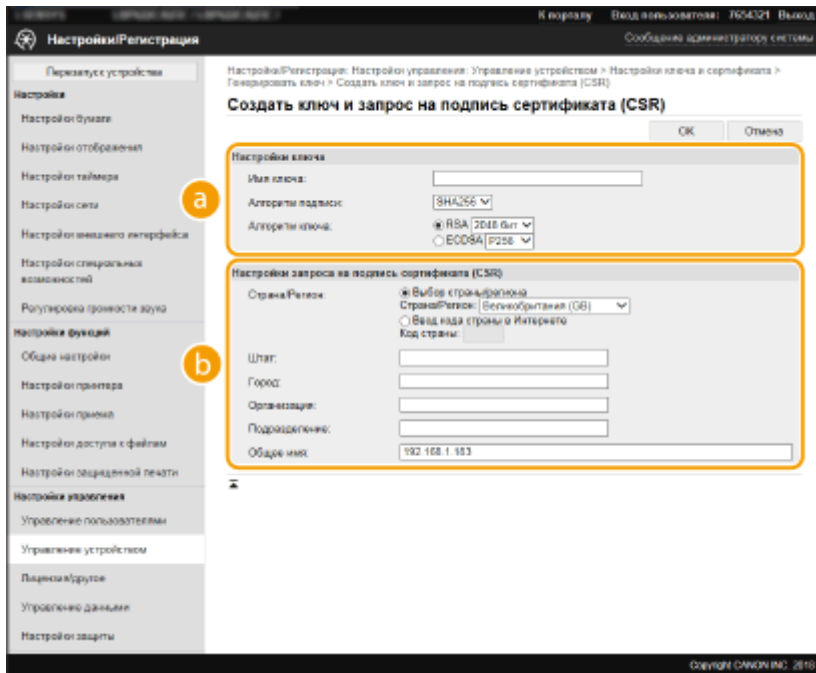 К порталу Вход пользователя: 7654321 Выход
Настройки/Регистрация
Сообщение администратору системы
Перезапуск устройства
Настройки
Настройки бумаги
Настройки отображения
Настройки таймера
Настройки сети
Настройки внешнего интерфейса
Настройки специальных
возможностей
Регулировка громкости звука
Настройки функций
Общие настройки
Настройки принтера
Настройки приема
Настройки доступа к файлам
Настройки защищенной печати
Настройки управления
Управление пользователями
Управление устройством
Лицензия/другое
Управление данными
Настройки защиты
Настройки/Регистрация: Настройки управления: Управление устройством > Настройки ключа и сертификата >
Генерировать ключ > Создать ключ и запрос на подпись сертификата (CSR)
Создать ключ и запрос на подпись сертификата (CSR)
OK Отмена
a
Настройки ключа
Имя ключа:
Алгоритм подписи: SHA256
Алгоритм ключа: RSA 2048 бит
ECDSA P256
b
Настройки запроса на подпись сертификата (CSR)
Страна/Регион: Выбор страны/региона
Страна/Регион: Великобритания (GB)
Ввод кода страны в Интернете
Код страны:
Штат:
Город:
Организация:
Подразделение:
Общее имя: 192.168.1.183
Copyright CANON INC. 2018